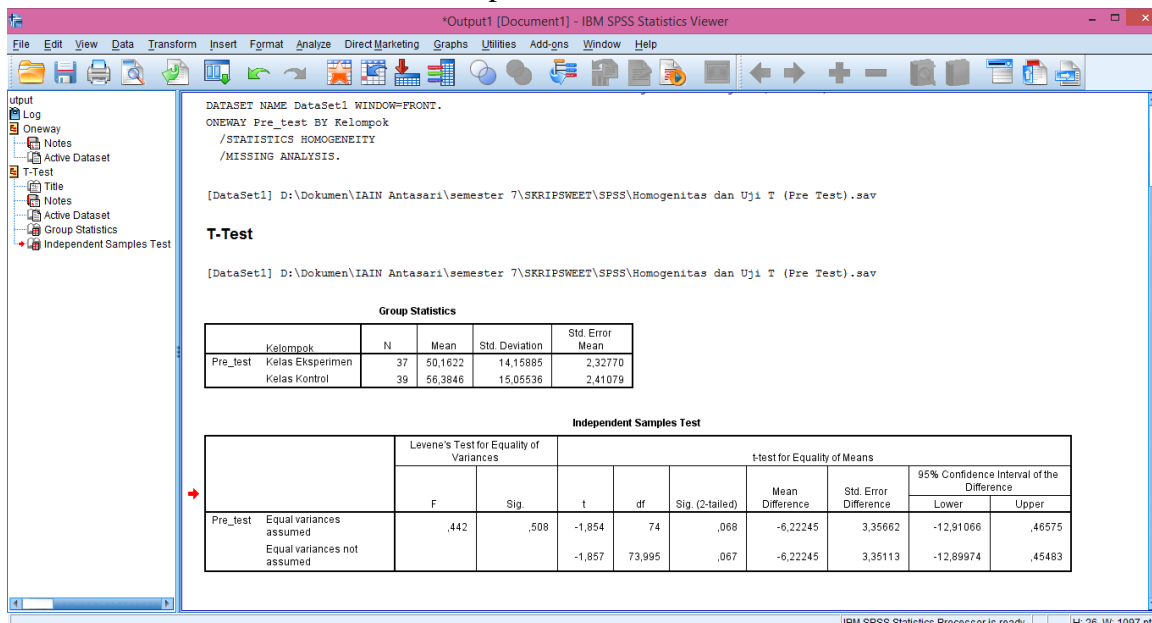 *Output1 [Document1] - IBM SPSS Statistics Viewer
File Edit View Data Transform Insert Format Analyze Direct Marketing Graphs Utilities Add-ons Window Help
utput
Log
Oneway
Notes
Active Dataset
T-Test
Title
Notes
Active Dataset
Group Statistics
Independent Samples Test
DATASET NAME DataSet1 WINDOW=FRONT.
ONEWAY Pre_test BY Kelompok
/STATISTICS HOMOGENEITY
/MISSING ANALYSIS.
[DataSet1] D:\Dokumen\IAIN Antasari\semester 7\SKRIPSWEET\SPSS\Homogenitas dan Uji T (Pre Test).sav
T-Test
[DataSet1] D:\Dokumen\IAIN Antasari\semester 7\SKRIPSWEET\SPSS\Homogenitas dan Uji T (Pre Test).sav
Group Statistics
Kelompok N Mean Std. Deviation Std. Error Mean
Pre_test Kelas Eksperimen 37 50,1622 14,15885 2,32770
Kelas Kontrol 39 56,3846 15,05536 2,41079
Independent Samples Test
Levene's Test for Equality of Variances t-test for Equality of Means
95% Confidence Interval of the Difference
F Sig. t df Sig. (2-tailed) Mean Difference Std. Error Difference Lower Upper
Pre_test Equal variances assumed ,442 ,508 -1,854 74 ,068 -6,22245 3,35662 -12,91066 ,46575
Equal variances not assumed -1,857 73,995 ,067 -6,22245 3,35113 -12,89974 ,45483
IBM SPSS Statistics Processor is ready H: 26, W: 1097 pt